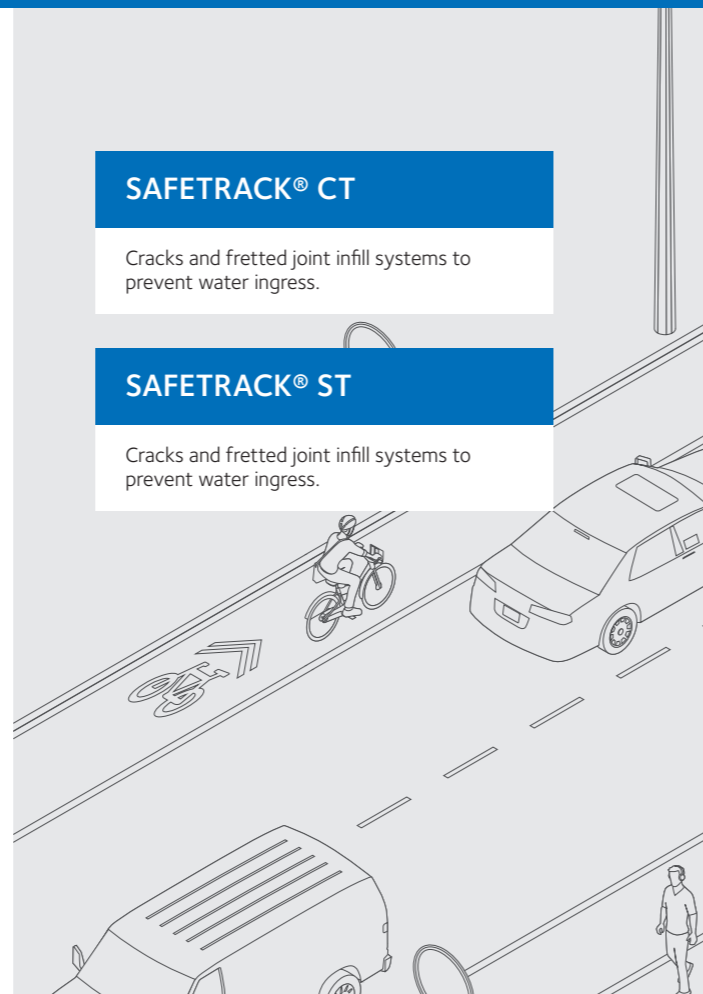 SAFETRACK® CT
Cracks and fretted joint infill systems to
prevent water ingress.
SAFETRACK® ST
Cracks and fretted joint infill systems to
prevent water ingress.